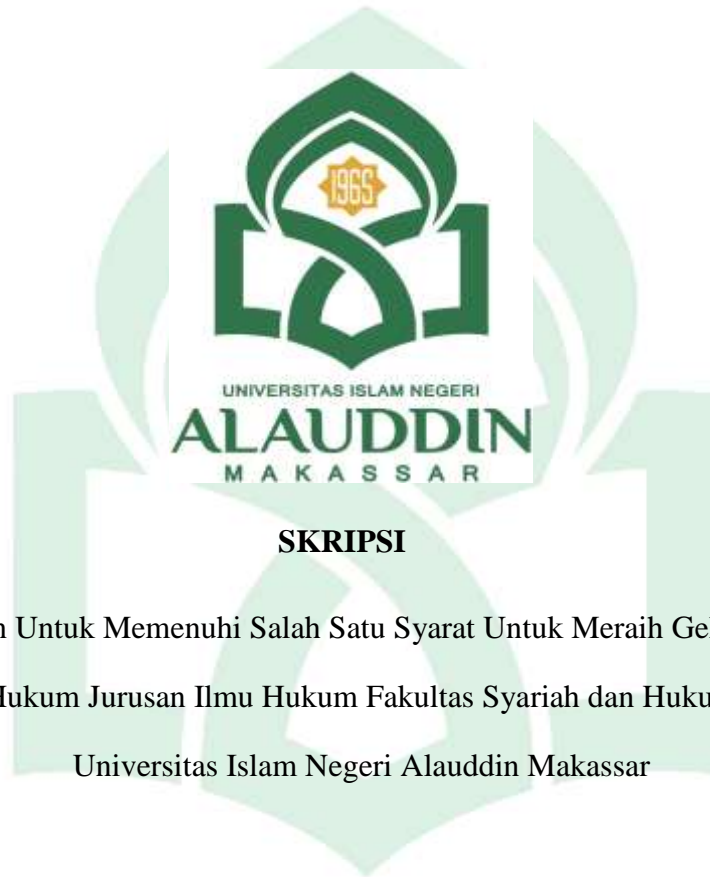 1965
UNIVERSITAS ISLAM NEGERI
ALAUDDIN
MAKASSAR
SKRIPSI
Untuk Memenuhi Salah Satu Syarat Untuk Meraih
Hukum Jurusan Ilmu Hukum Fakultas Syariah dan
Universitas Islam Negeri Alauddin Makassar